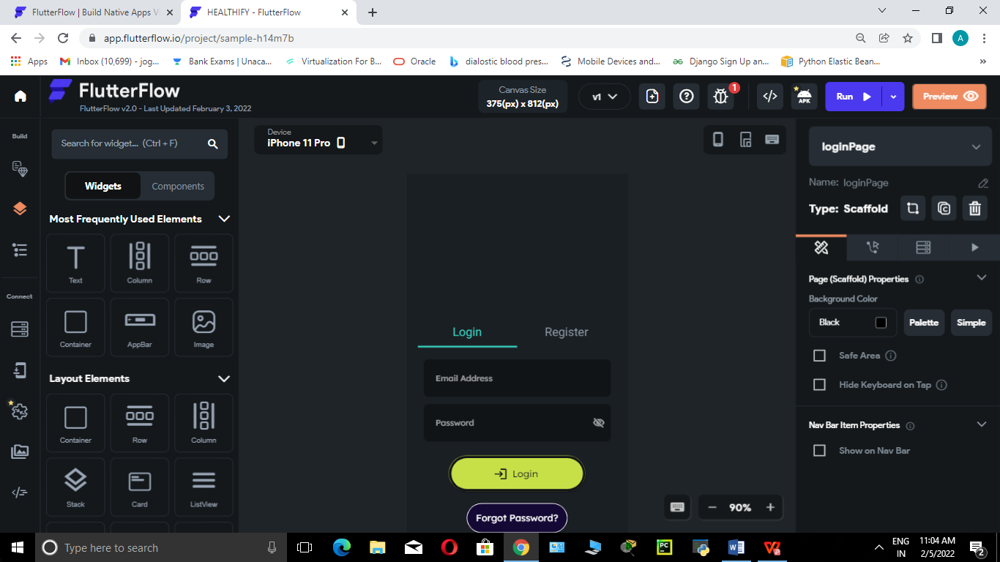 FlutterFlow | Build Native Apps Vi
HEALTHIFY - FlutterFlow
app.flutterflow.io/project/sample-h14m7b
A
Apps
Inbox (10,699) - jog...
Bank Exams | Unaca...
Virtualization For B...
Oracle
dialostic blood pres...
Mobile Devices and...
Django Sign Up an...
Python Elastic Bean...
FlutterFlow
FlutterFlow v2.0 - Last Updated February 3, 2022
Canvas Size
375(px) x 812(px)
v1
1
APK
Run
Preview
Build
Connect
Search for widget... (Ctrl + F)
Widgets
Components
Most Frequently Used Elements
Text
Column
Row
Container
AppBar
Image
Layout Elements
Container
Row
Column
Stack
Card
ListView
Device
iPhone 11 Pro
Login
Register
Email Address
Password
Login
Forgot Password?
90%
loginPage
Name: loginPage
Type: Scaffold
Page (Scaffold) Properties
Background Color
Black
Palette
Simple
Safe Area
Hide Keyboard on Tap
Nav Bar Item Properties
Show on Nav Bar
Type here to search
PC
W
ENG
IN
11:04 AM
2/5/2022
2